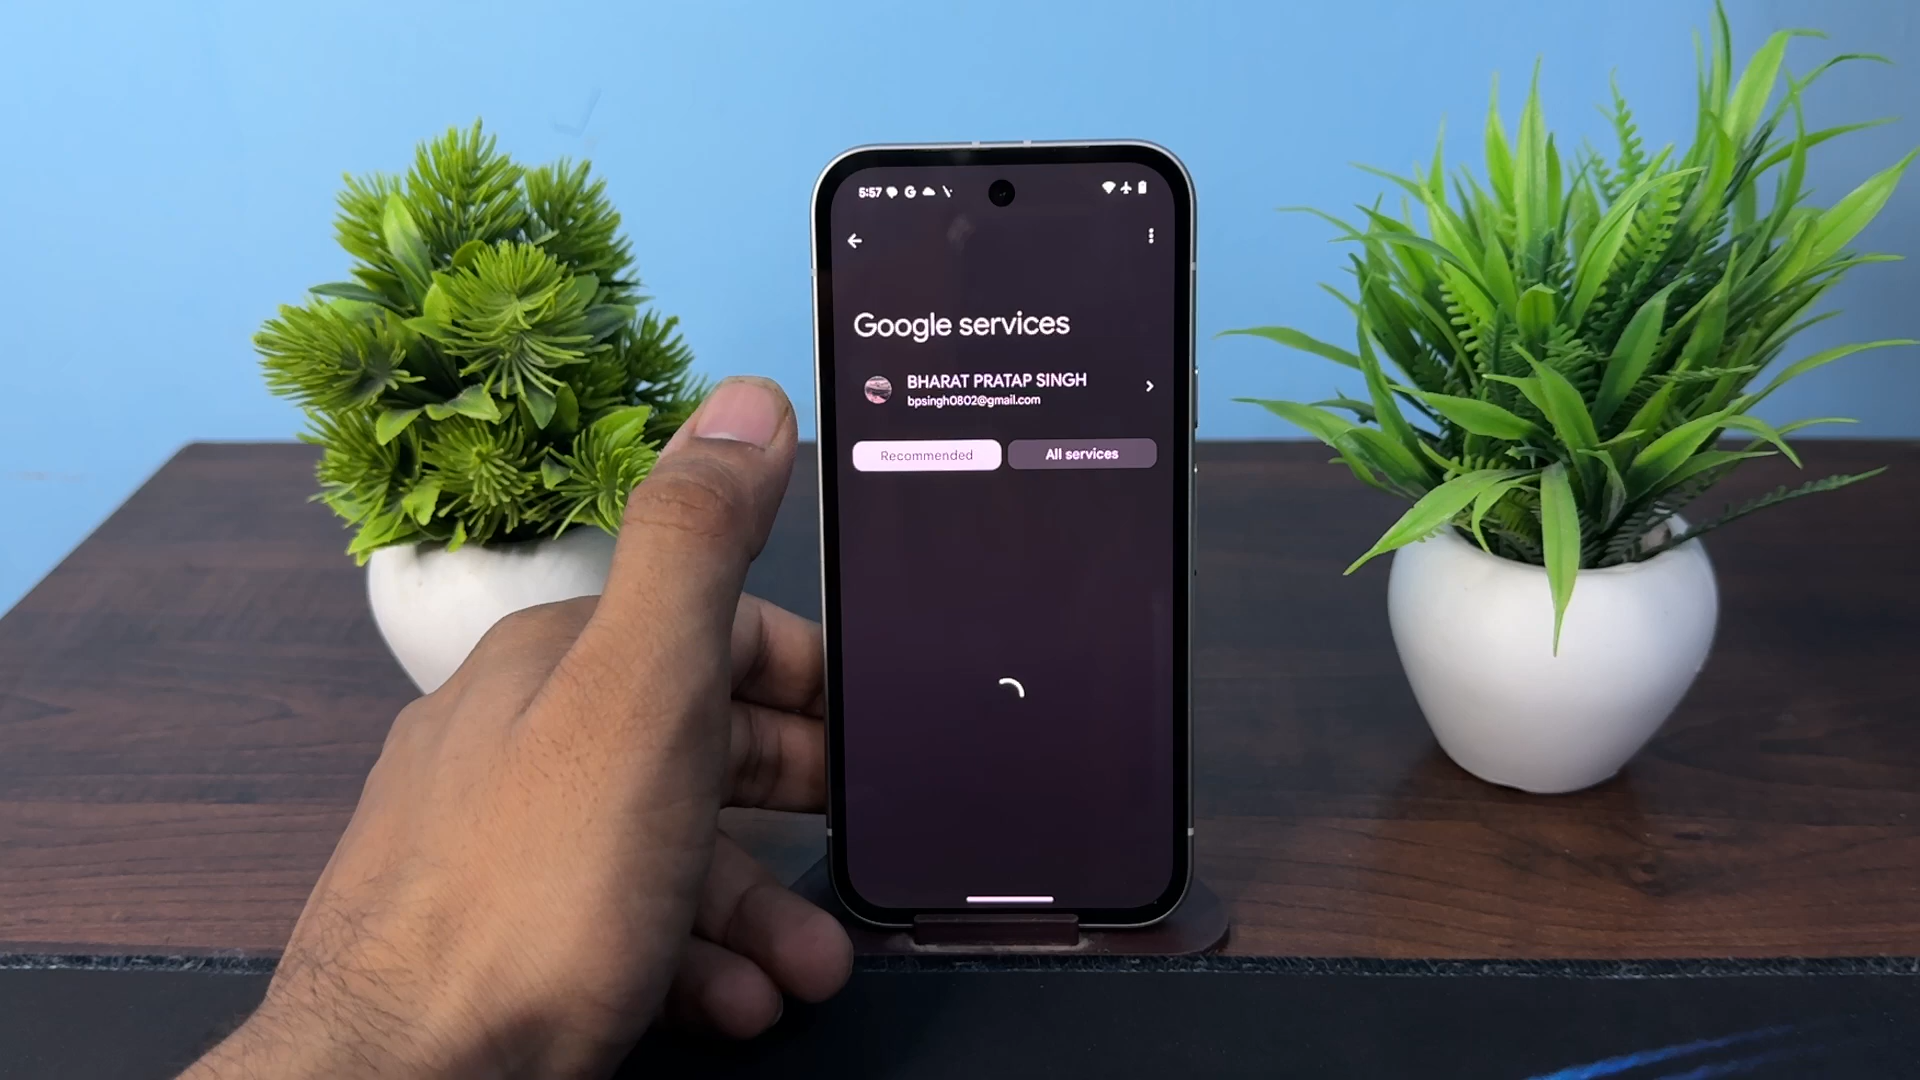 5:57
Google services
BHARAT PRATAP SINGH
bpsingh0802@gmail.com
Recommended
All services